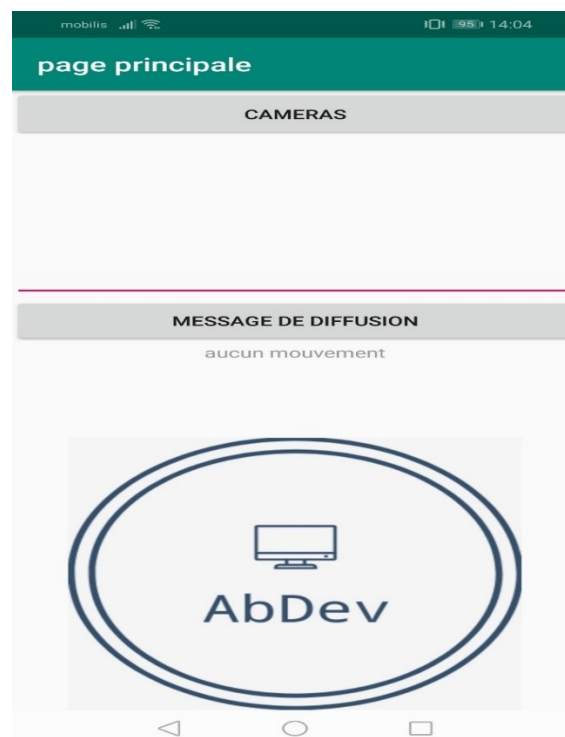 mobilis 95 14:04
page principale
CAMERAS
MESSAGE DE DIFFUSION
aucun mouvement
AbDev